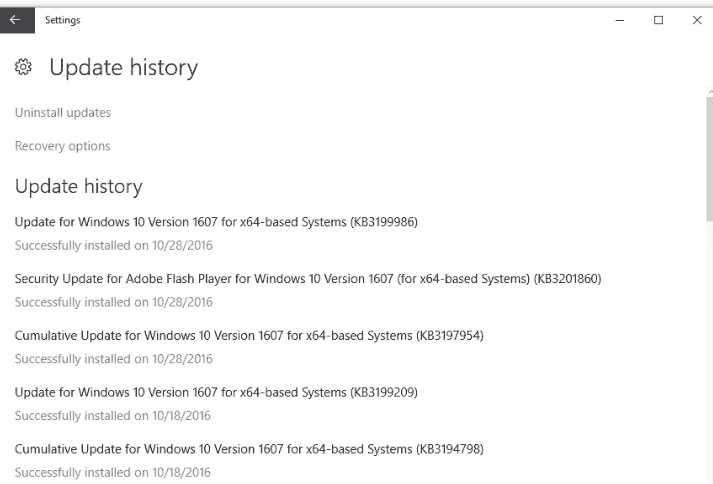 Settings
Update history
Uninstall updates
Recovery options
Update history
Update for Windows 10 Version 1607 for x64-based Systems (KB3199986)
Successfully installed on 10/28/2016
Security Update for Adobe Flash Player for Windows 10 Version 1607 (for x64-based Systems) (KB3201860)
Successfully installed on 10/28/2016
Cumulative Update for Windows 10 Version 1607 for x64-based Systems (KB3197954)
Successfully installed on 10/28/2016
Update for Windows 10 Version 1607 for x64-based Systems (KB3199209)
Successfully installed on 10/18/2016
Cumulative Update for Windows 10 Version 1607 for x64-based Systems (KB3194798)
Successfully installed on 10/18/2016